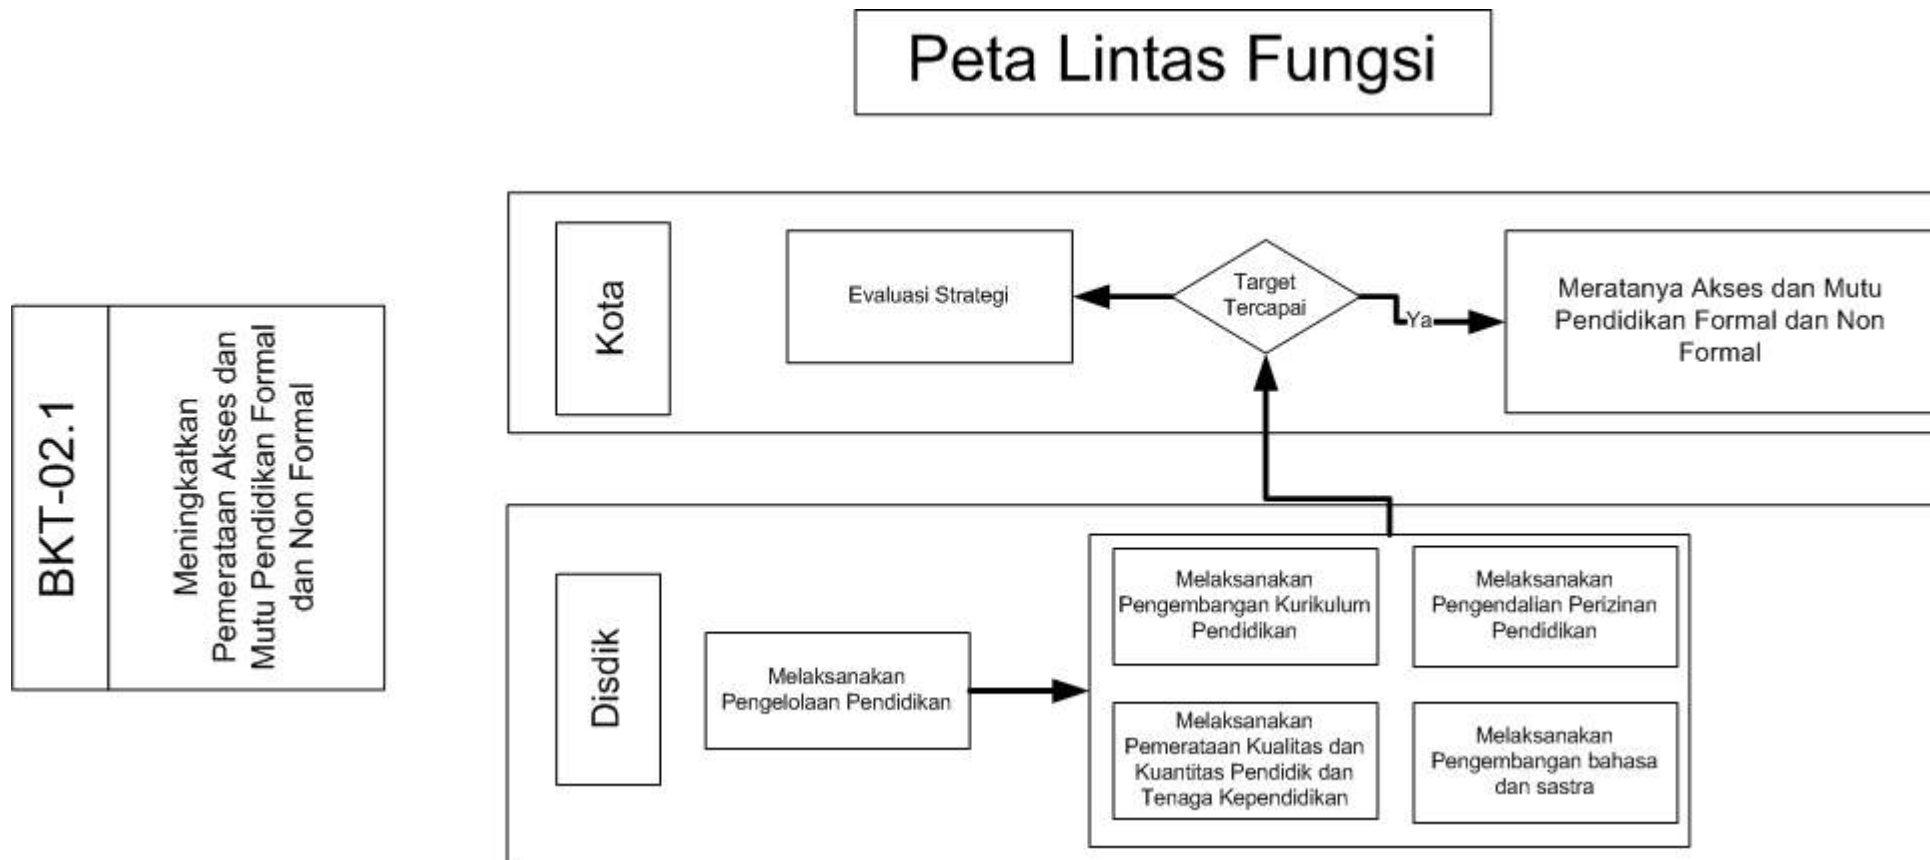 Peta Lintas Fungsi
BKT-02.1
Meningkatkan
Pemerataan Akses dan
Mutu Pendidikan Formal
dan Non Formal
Kota
Evaluasi Strategi
Target
Tercapai
Ya
Meratanya Akses dan Mutu
Pendidikan Formal dan Non
Formal
Disdik
Melaksanakan
Pengelolaan Pendidikan
Melaksanakan
Pengembangan Kurikulum
Pendidikan
Melaksanakan
Pengendalian Perizinan
Pendidikan
Melaksanakan
Pemerataan Kualitas dan
Kuantitas Pendidik dan
Tenaga Kependidikan
Melaksanakan
Pengembangan bahasa
dan sastra